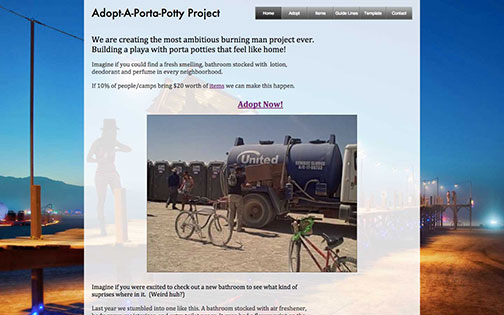 Adopt-A-Porta-Potty Project
Home Adopt Items Guide Lines Template Contact
We are creating the most ambitious burning man project ever.
Building a playa with porta potties that feel like home!
Imagine if you could find a fresh smelling, bathroom stocked with lotion,
deodorant and perfume in every neighboorhood.
If 10% of people/camps bring $20 worth of items we can make this happen.
Adopt Now!
United
Imagine if you were excited to check out a new bathroom to see what kind of
suprises where in it. (Weird huh?)
Last year we stumbled into one like this. A bathroom stocked with air freshener,